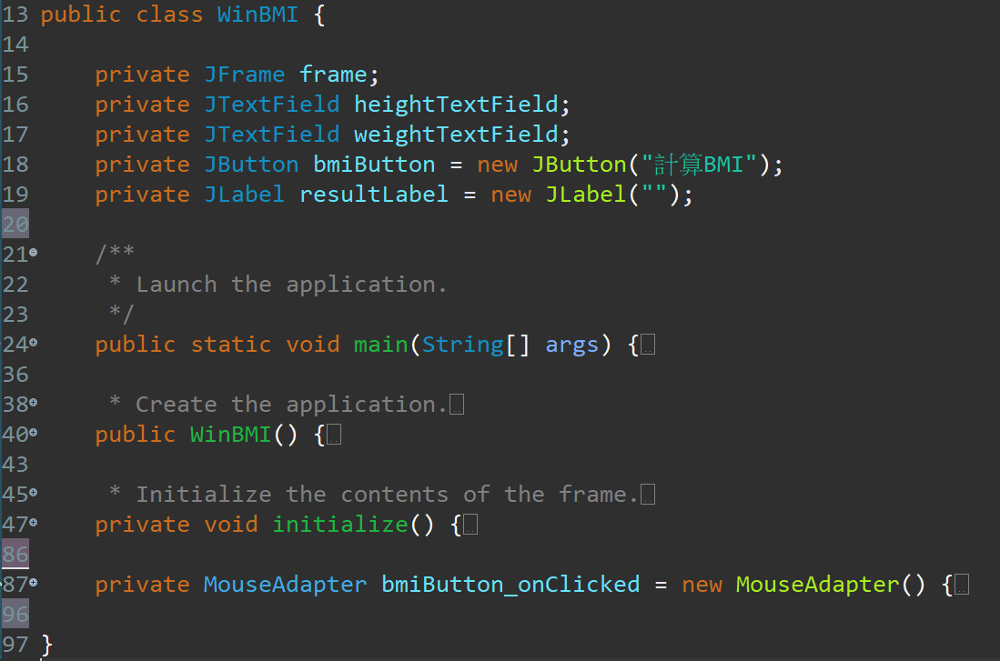 13 public class WinBMI {
14
15     private JFrame frame;
16     private JTextField heightTextField;
17     private JTextField weightTextField;
18     private JButton bmiButton = new JButton("計算BMI");
19     private JLabel resultLabel = new JLabel("");
20
21     /**
22      * Launch the application.
23      */
24     public static void main(String[] args) {
36
38      * Create the application.
40     public WinBMI() {
43
45      * Initialize the contents of the frame.
47     private void initialize() {
86
87     private MouseAdapter bmiButton_onClicked = new MouseAdapter() {
96
97 }